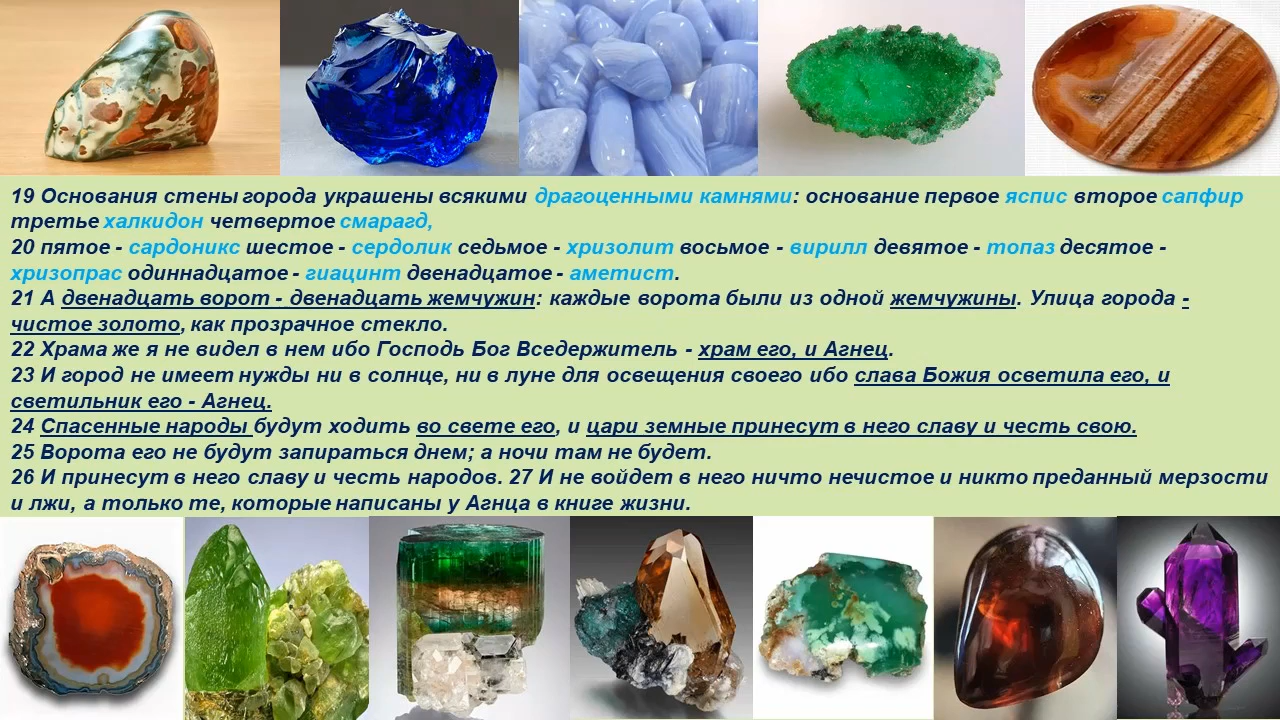 19 Основания стены города украшены всякими драгоценными камнями: основание первое яспис второе сапфир
третье халкидон четвертое смарагд,
20 пятое - сардоникс шестое - сердолик седьмое - хризолит восьмое - вирилл девятое - топаз десятое -
хризопрас одиннадцатое - гиацинт двенадцатое - аметист.
21 А двенадцать ворот - двенадцать жемчужин: каждые ворота были из одной жемчужины. Улица города -
чистое золото, как прозрачное стекло.
22 Храма же я не видел в нем ибо Господь Бог Вседержитель - храм его, и Агнец.
23 И город не имеет нужды ни в солнце, ни в луне для освещения своего ибо слава Божия осветила его, и
светильник его - Агнец.
24 Спасенные народы будут ходить во свете его, и цари земные принесут в него славу и честь свою.
25 Ворота его не будут запираться днем; а ночи там не будет.
26 И принесут в него славу и честь народов. 27 И не войдет в него ничто нечистое и никто преданный мерзости
и лжи, а только те, которые написаны у Агнца в книге жизни.